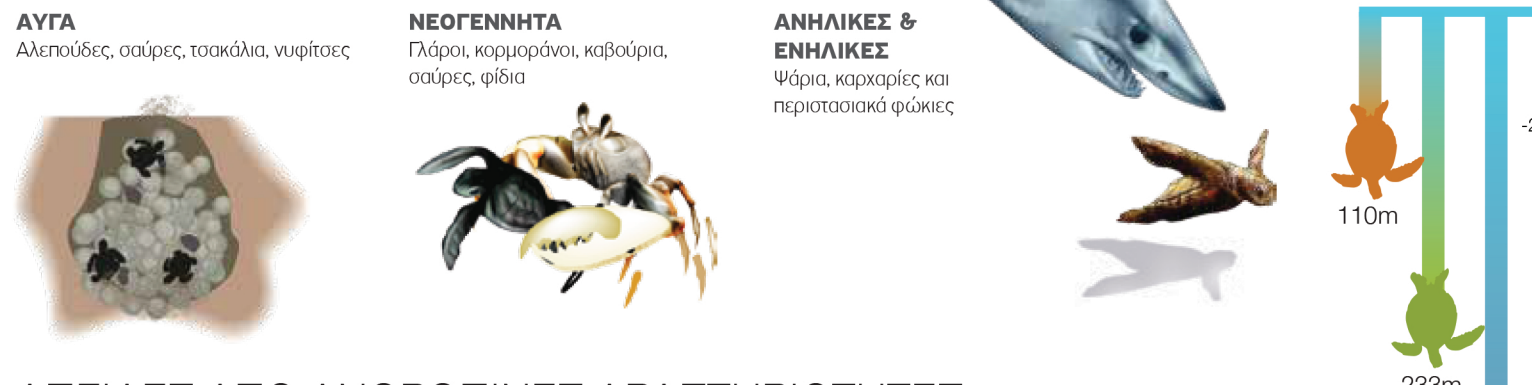 ΑΥΓΑ
Αλεπούδες, σαύρες, τσακάλια, νυφίτσες
ΝΕΟΓΕΝΝΗΤΑ
Γλάροι, κορμοράνοι, καβούρια,
σαύρες, φίδια
ΑΝΗΛΙΚΕΣ &
ΕΝΗΛΙΚΕΣ
Ψάρια, καρχαρίες και
περιστασιακά φώκιες
110m